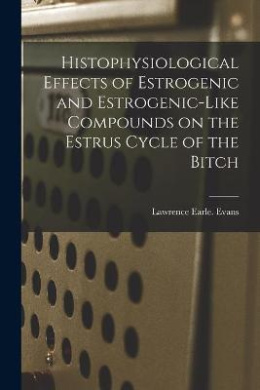 Histophysiological
Effects of Estrogenic
and Estrogenic-Like
Compounds on the
Estrus Cycle of the
Bitch
Lawrence Earle. Evans